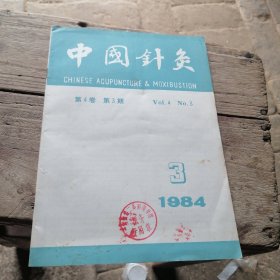 中國針灸
CHINESE ACUPUNCTURE & MOXIBUSTION
第4卷 第3期 Vol.4 No.3
3
1984